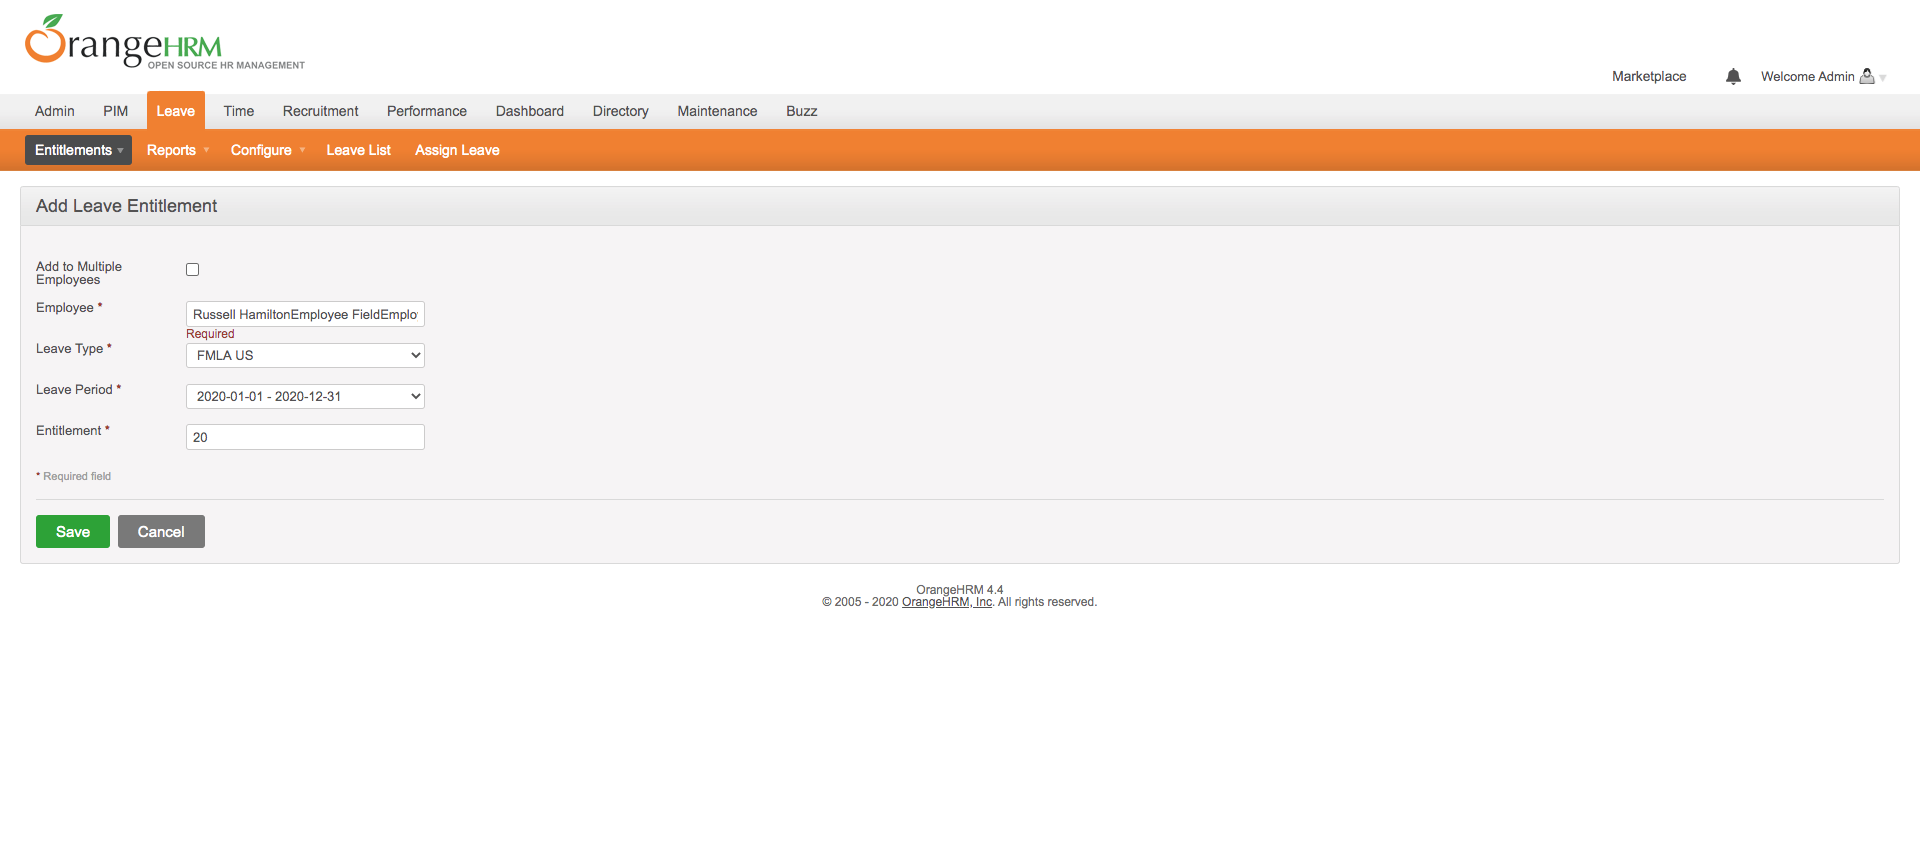 OrangeHRM
OPEN SOURCE HR MANAGEMENT
Marketplace
Welcome Admin
Admin PIM Leave Time Recruitment Performance Dashboard Directory Maintenance Buzz
Entitlements Reports Configure Leave List Assign Leave
Add Leave Entitlement
Add to Multiple
Employees
Employee *
Russell HamiltonEmployee FieldEmplo
Required
Leave Type *
FMLA US
Leave Period *
2020-01-01 - 2020-12-31
Entitlement *
20
* Required field
Save Cancel
OrangeHRM 4.4
© 2005 - 2020 OrangeHRM, Inc. All rights reserved.